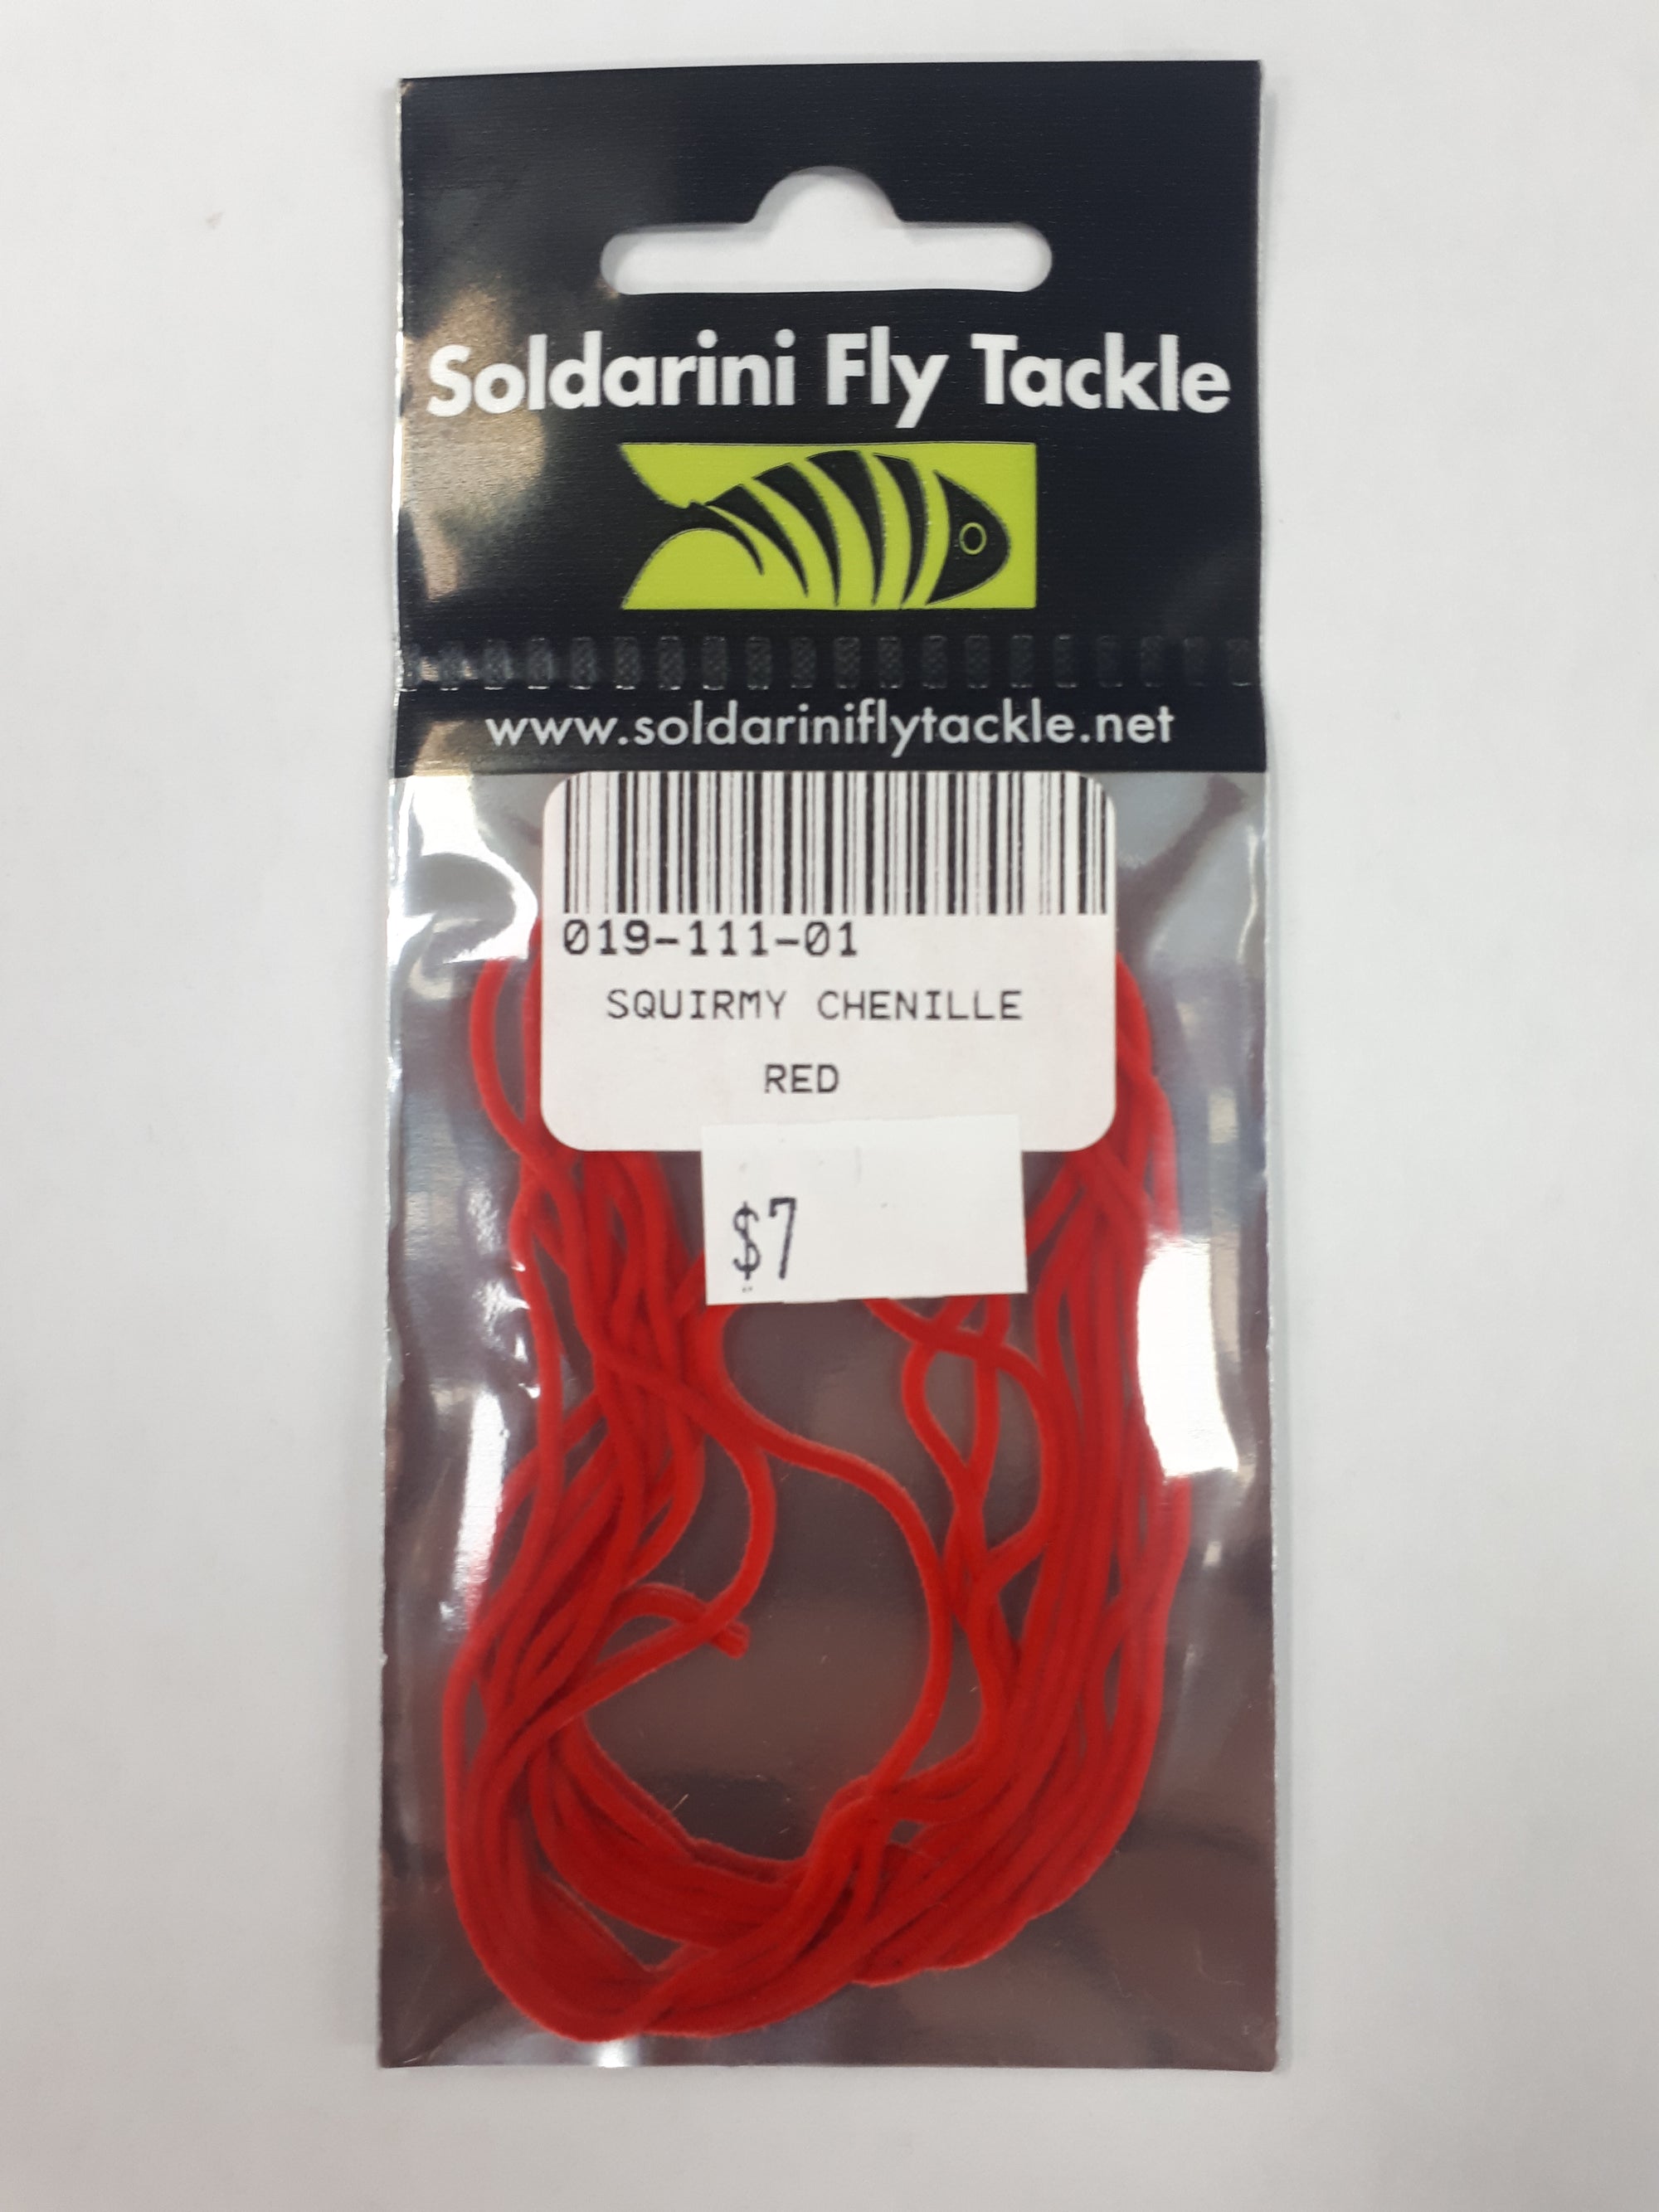 Soldarini Fly Tackle
www.soldariniflytackle.net
019-111-01
SQUIRMY CHENILLE
RED
$7